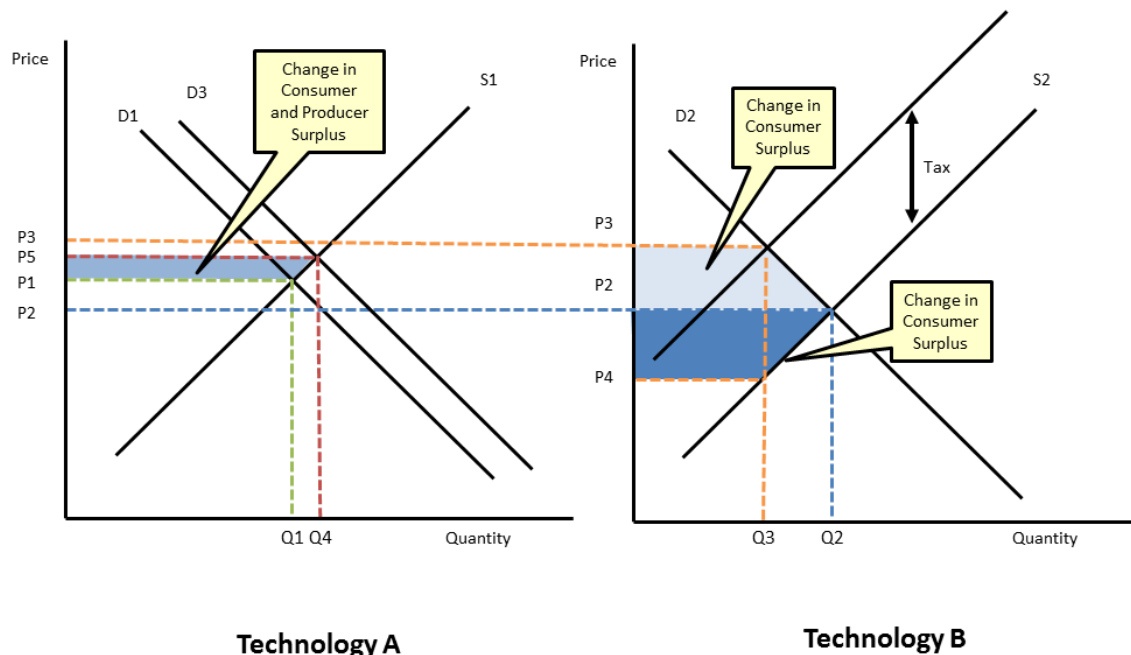 Price
D1
D3
Change in
Consumer
and Producer
Surplus
S1
P3
P5
P1
P2
Q1 Q4
Quantity
Technology A
Price
D2
Change in
Consumer
Surplus
S2
Tax
P3
P2
Change in
Consumer
Surplus
P4
Q3
Q2
Quantity
Technology B